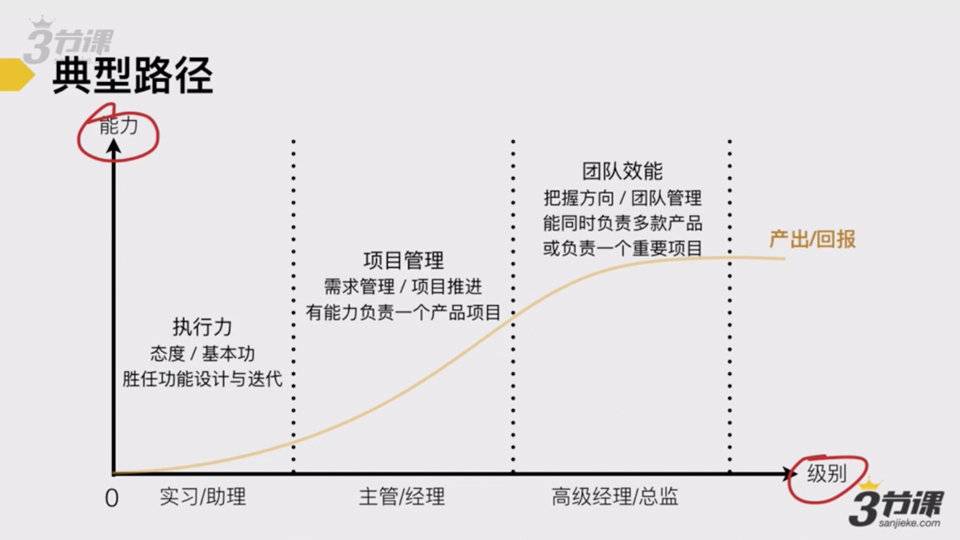 3节课
典型路径
能力
团队效能
把握方向 / 团队管理
能同时负责多款产品
或负责一个重要项目
产出/回报
项目管理
需求管理 / 项目推进
有能力负责一个产品项目
执行力
态度 / 基本功
胜任功能设计与迭代
级别
0
实习/助理
主管/经理
高级经理/总监
3节课
sanjieke.com